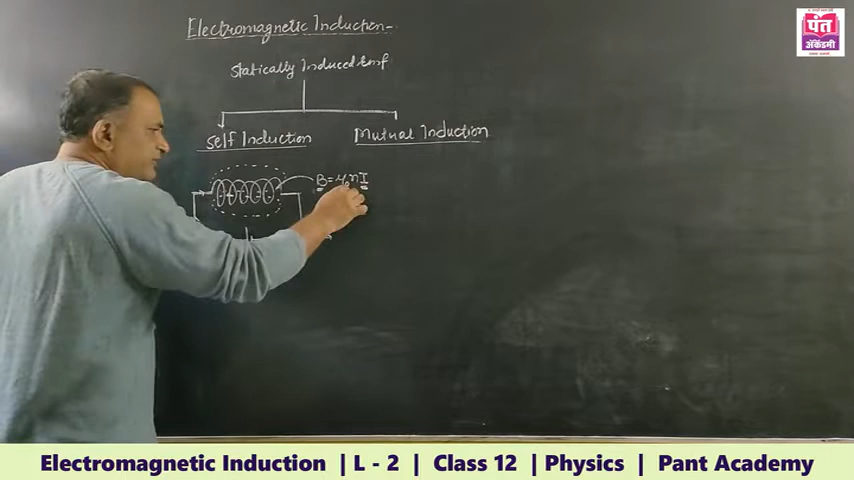 Electromagnetic Induction-
Statically Induced Emf
Self Induction
Mutual Induction
B=μ₀nI
पंत
अ‍ॅकॅडमी
Electromagnetic Induction | L - 2 | Class 12 | Physics | Pant Academy